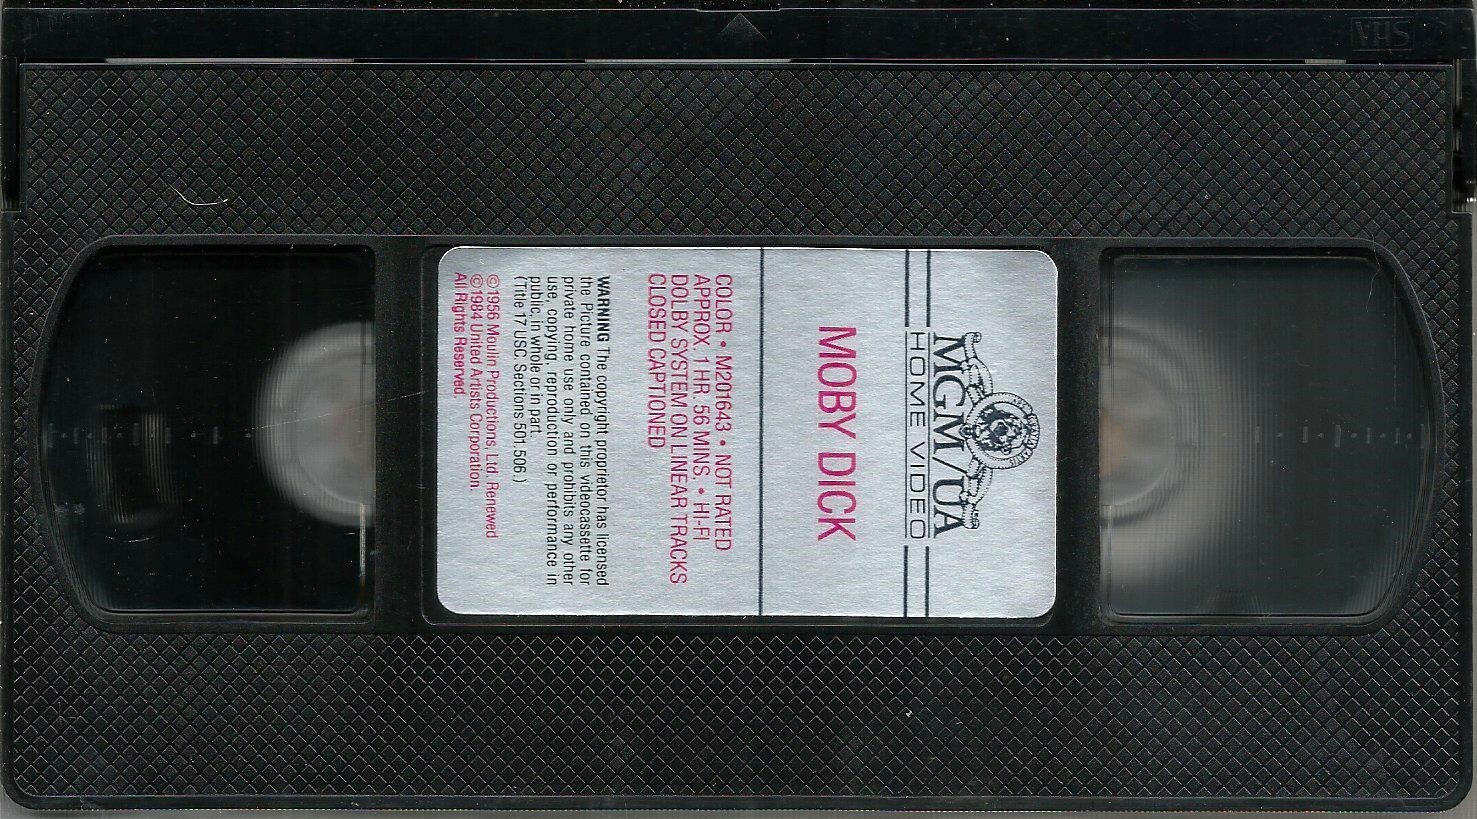 VHS
MGM/UA
HOME VIDEO
MOBY DICK
COLOR • M201643 • NOT RATED
APPROX. 1 HR. 56 MINS. • HI-FI
DOLBY SYSTEM ON LINEAR TRACKS
CLOSED CAPTIONED
WARNING The copyright proprietor has licensed
the Picture contained on this videocassette for
private home use only and prohibits any other
use, copying, reproduction or performance in
public, in whole or in part.
(Title 17 USC Sections 501, 506.)
©1956 Moulin Productions, Ltd. Renewed
©1984 United Artists Corporation.
All Rights Reserved.